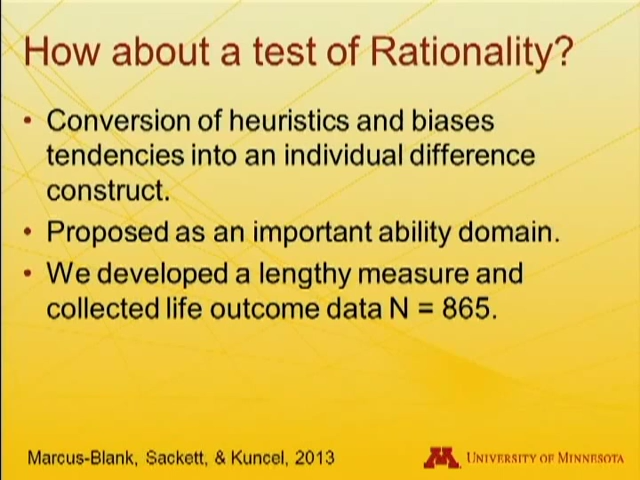 How about a test of Rationality?
• Conversion of heuristics and biases
tendencies into an individual difference
construct.
• Proposed as an important ability domain.
• We developed a lengthy measure and
collected life outcome data N = 865.
Marcus-Blank, Sackett, & Kuncel, 2013
M UNIVERSITY OF MINNESOTA